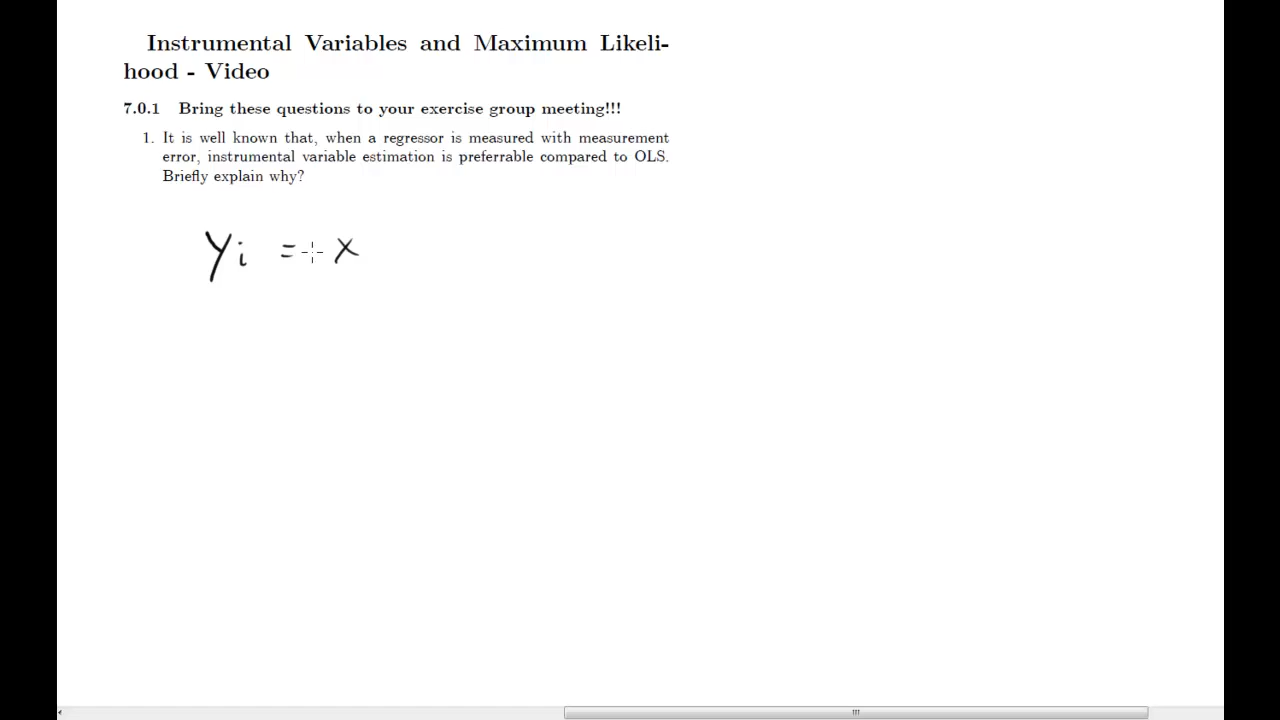 Instrumental Variables and Maximum Likeli-
hood - Video
7.0.1 Bring these questions to your exercise group meeting!!!
1. It is well known that, when a regressor is measured with measurement
error, instrumental variable estimation is preferrable compared to OLS.
Briefly explain why?
Yi = x